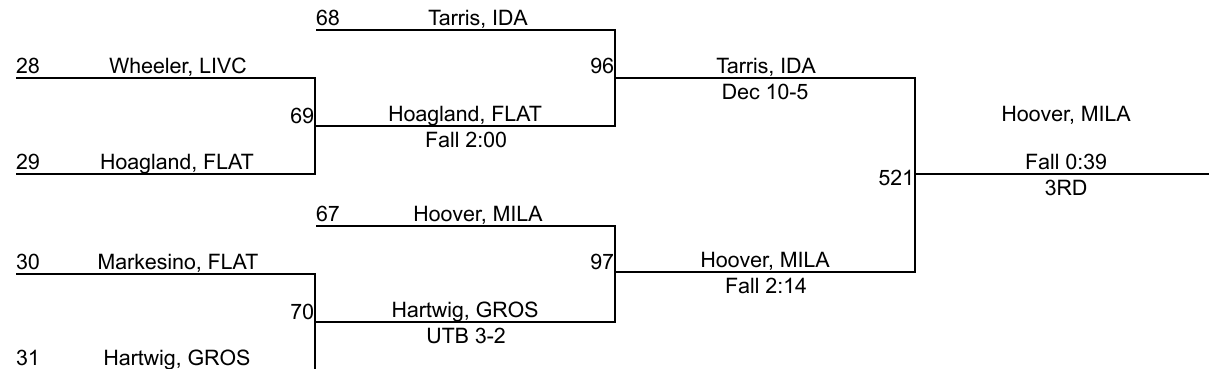 68 Tarris, IDA
28 Wheeler, LIVC
96 Tarris, IDA
Dec 10-5
69 Hoagland, FLAT
Fall 2:00
Hoover, MILA
29 Hoagland, FLAT
Fall 0:39
521
3RD
67 Hoover, MILA
30 Markesino, FLAT
97 Hoover, MILA
Fall 2:14
70 Hartwig, GROS
UTB 3-2
31 Hartwig, GROS